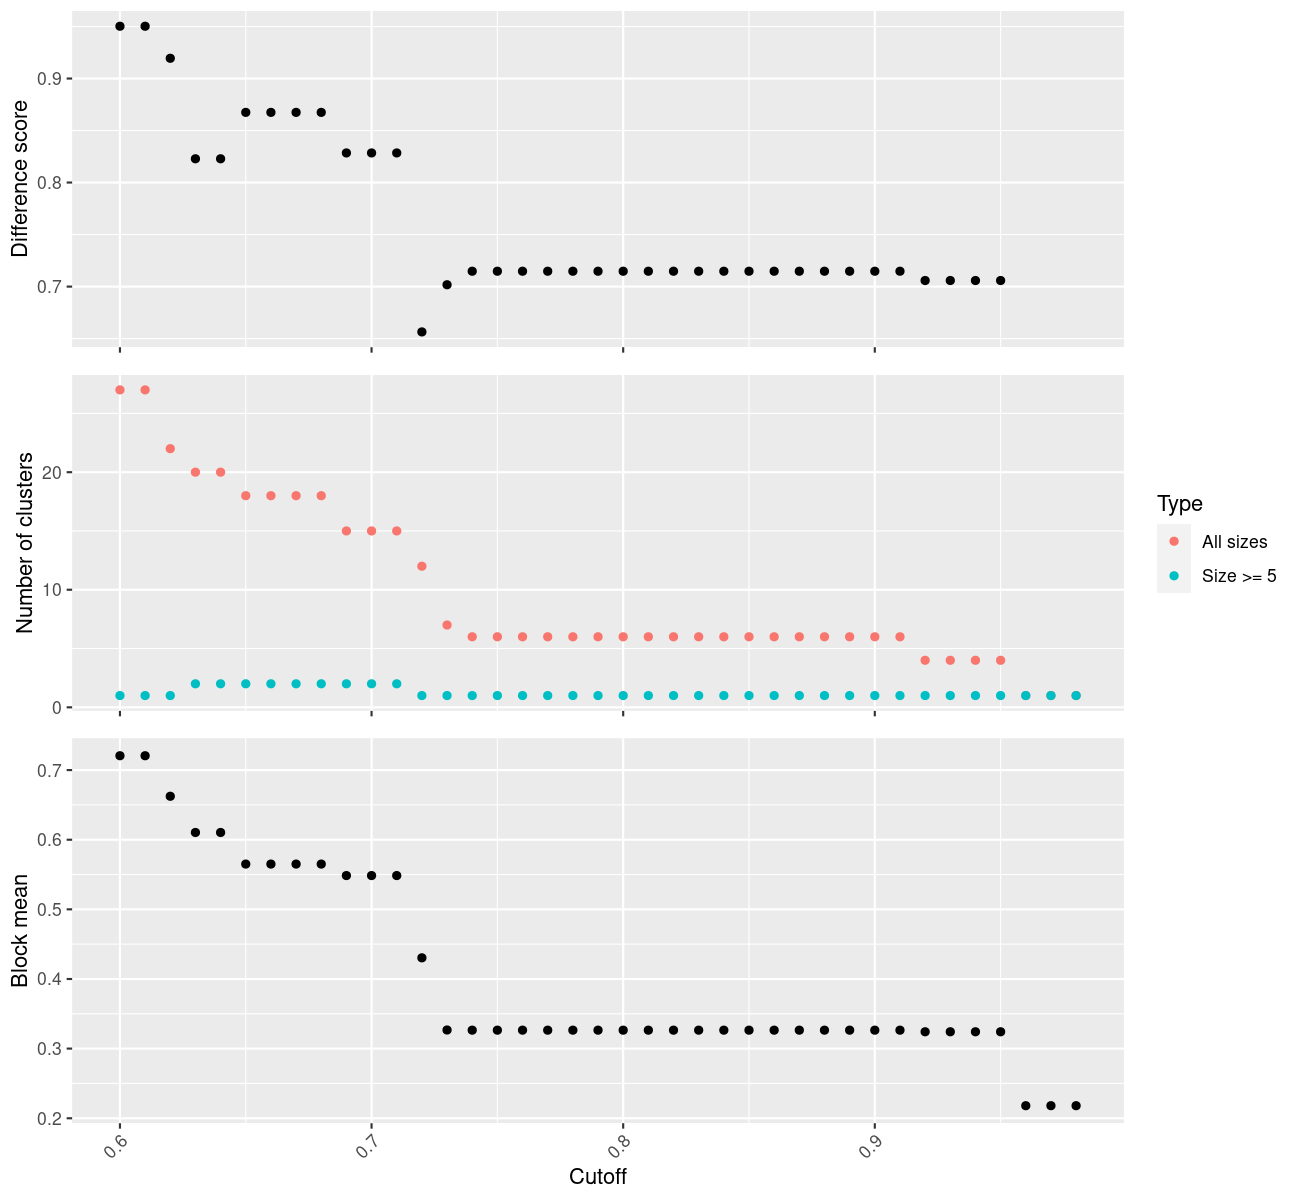 Difference score
0.9
0.8
0.7
Number of clusters
20
10
0
Type
All sizes
Size >= 5
Block mean
0.7
0.6
0.5
0.4
0.3
0.2
0.6
0.7
0.8
0.9
Cutoff